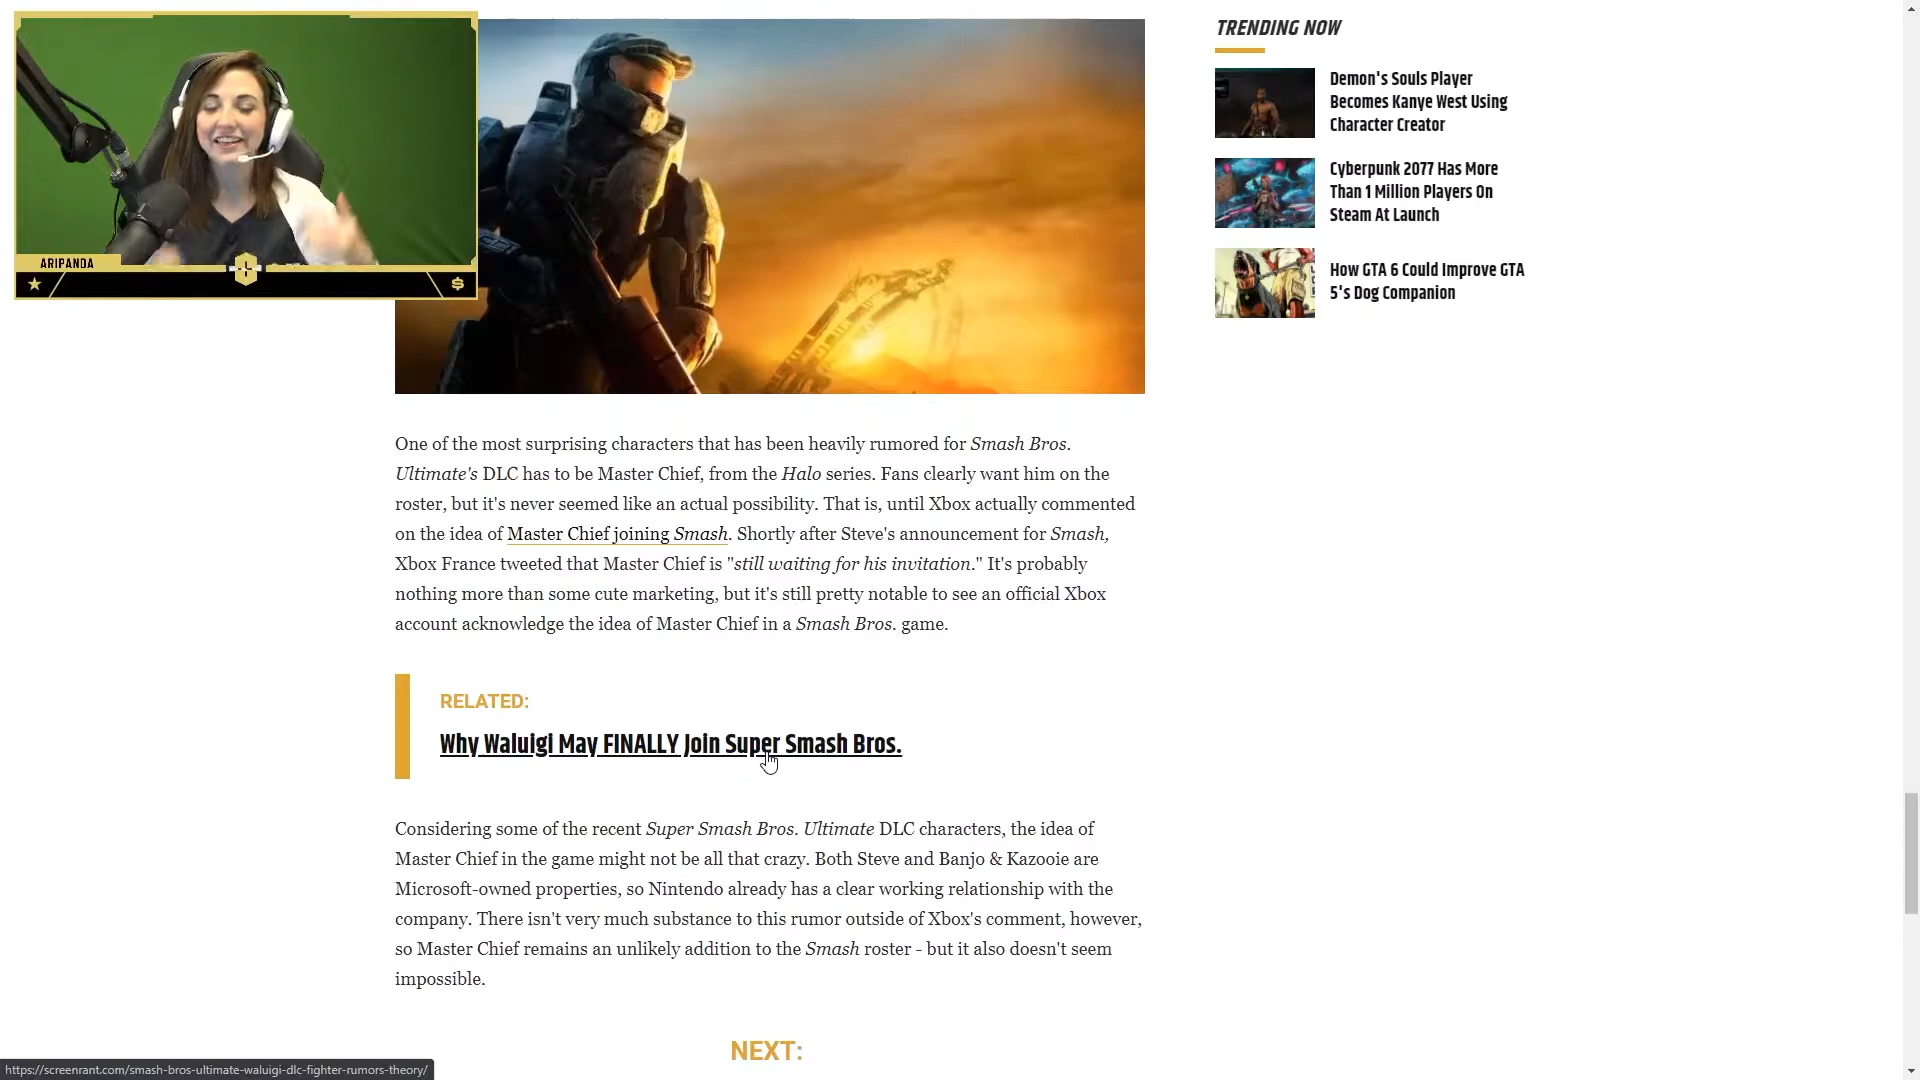 ARIPANDA
TRENDING NOW
Demon's Souls Player
Becomes Kanye West Using
Character Creator
Cyberpunk 2077 Has More
Than 1 Million Players On
Steam At Launch
How GTA 6 Could Improve GTA
5's Dog Companion
One of the most surprising characters that has been heavily rumored for Smash Bros.
Ultimate's DLC has to be Master Chief, from the Halo series. Fans clearly want him on the
roster, but it's never seemed like an actual possibility. That is, until Xbox actually commented
on the idea of Master Chief joining Smash. Shortly after Steve's announcement for Smash,
Xbox France tweeted that Master Chief is "still waiting for his invitation." It's probably
nothing more than some cute marketing, but it's still pretty notable to see an official Xbox
account acknowledge the idea of Master Chief in a Smash Bros. game.
RELATED:
Why Waluigi May FINALLY Join Super Smash Bros.
Considering some of the recent Super Smash Bros. Ultimate DLC characters, the idea of
Master Chief in the game might not be all that crazy. Both Steve and Banjo & Kazooie are
Microsoft-owned properties, so Nintendo already has a clear working relationship with the
company. There isn't very much substance to this rumor outside of Xbox's comment, however,
so Master Chief remains an unlikely addition to the Smash roster - but it also doesn't seem
impossible.
NEXT:
https://screenrant.com/smash-bros-ultimate-waluigi-dlc-fighter-rumors-theory/